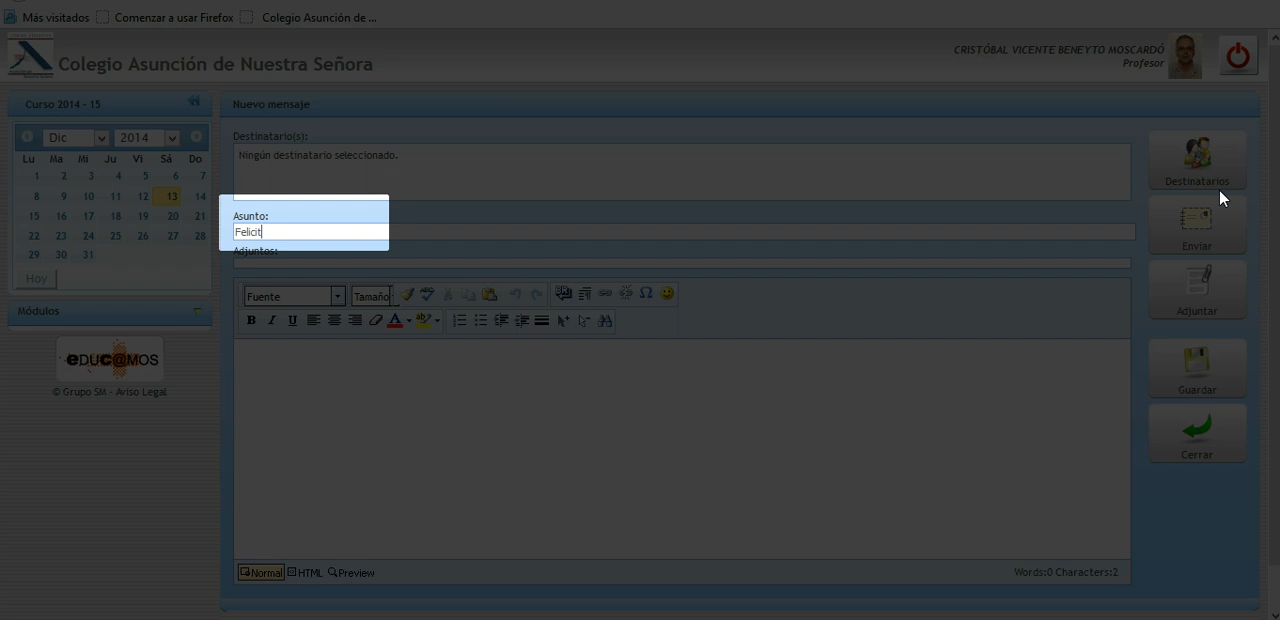 Más visitados Comenzar a usar Firefox Colegio Asunción de ...
Colegio Asunción de Nuestra Señora
CRISTÓBAL VICENTE BENEYTO MOSCARDÓ
Profesor
Curso 2014 - 15
Dic 2014
Lu Ma Mi Ju Vi Sá Do
1 2 3 4 5 6 7
8 9 10 11 12 13 14
15 16 17 18 19 20 21
22 23 24 25 26 27 28
29 30 31
Hoy
Módulos
eDUC@MOS
© Grupo SM - Aviso Legal
Nuevo mensaje
Destinatario(s):
Ningún destinatario seleccionado.
Asunto:
Felicit
Adjuntos:
Fuente Tamaño
B I U
Normal HTML Preview
Words:0 Characters:2
Destinatarios
Enviar
Adjuntar
Guardar
Cerrar